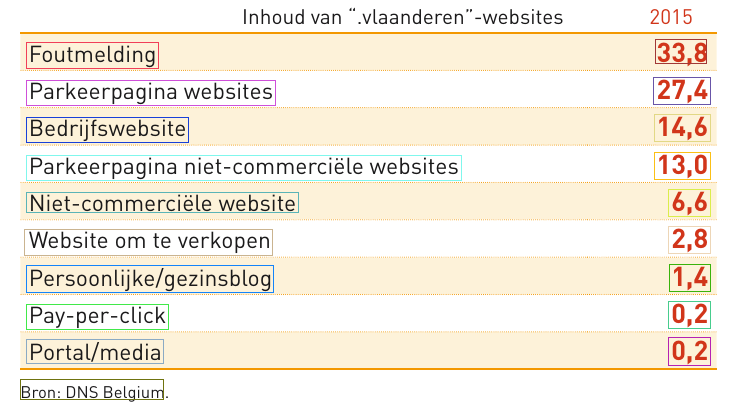 Inhoud van “.vlaanderen”-websites 2015
Foutmelding 33,8
Parkeerpagina websites 27,4
Bedrijfswebsite 14,6
Parkeerpagina niet-commerciële websites 13,0
Niet-commerciële website 6,6
Website om te verkopen 2,8
Persoonlijke/gezinsblog 1,4
Pay-per-click 0,2
Portal/media 0,2
Bron: DNS Belgium.